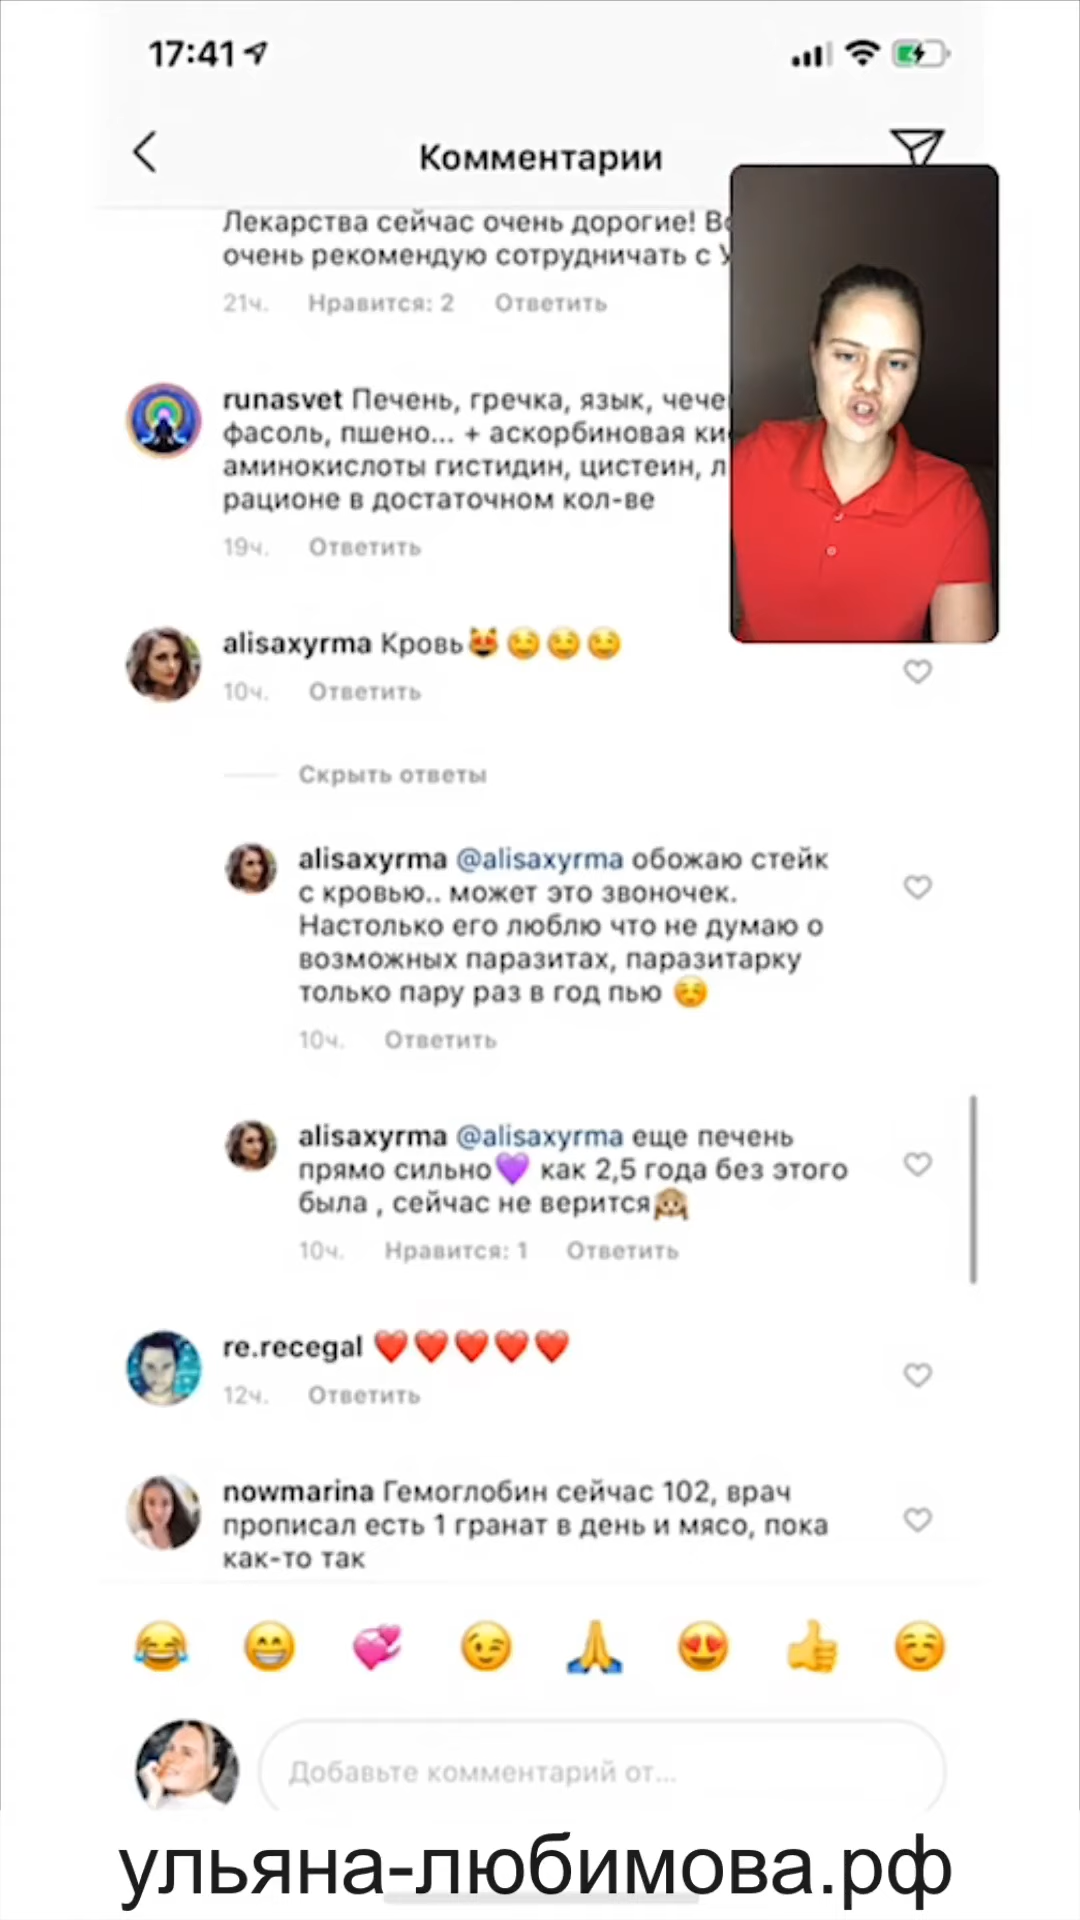 17:41
Комментарии
Лекарства сейчас очень дорогие!
очень рекомендую сотрудничать с
21ч. Нравится: 2 Ответить
runasvet Печень, гречка, язык,
фасоль, пшено... + аскорбиновая
аминокислоты гистидин, цистеин,
рационе в достаточном кол-ве
19ч. Ответить
alisaxyrma Кровь😻😏😏😏
10ч. Ответить
Скрыть ответы
alisaxyrma @alisaxyrma обожаю стейк
с кровью.. может это звоночек.
Настолько его люблю что не думаю о
возможных паразитах, паразитарку
только пару раз в год пью ☺️
10ч. Ответить
alisaxyrma @alisaxyrma еще печень
прямо сильно💜 как 2,5 года без этого
была , сейчас не верится🙈
10ч. Нравится: 1 Ответить
re.recegal ❤️❤️❤️❤️❤️
12ч. Ответить
nowmarina Гемоглобин сейчас 102, врач
прописал есть 1 гранат в день и мясо, пока
как-то так
Добавьте комментарий от...
ульяна-любимова.рф